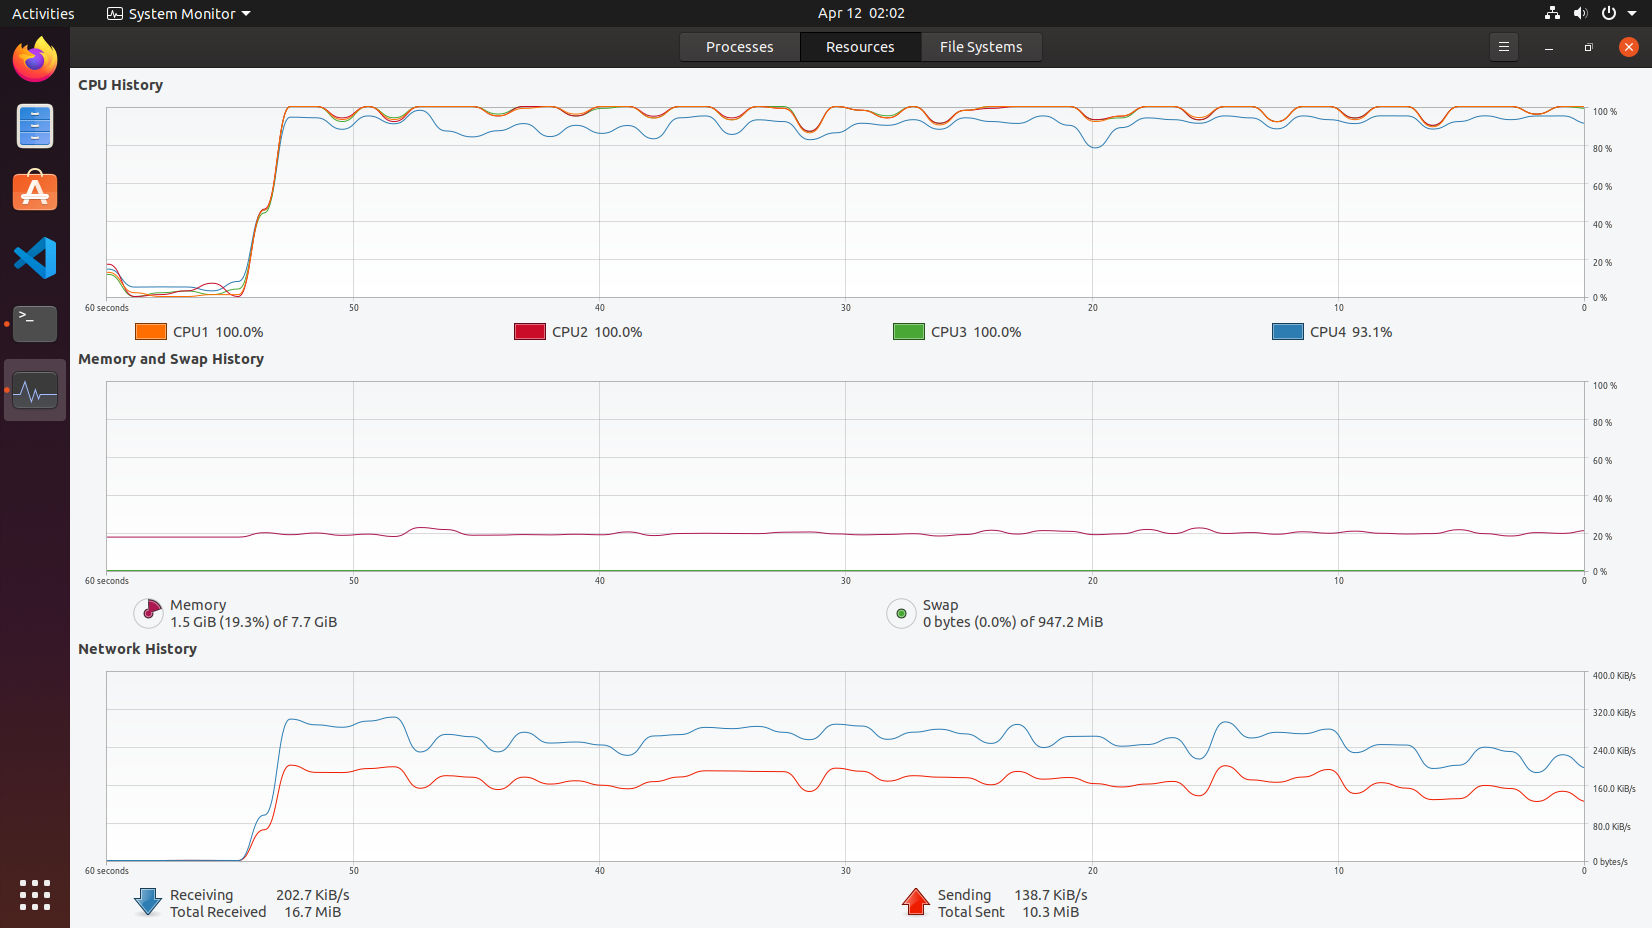 Activities
System Monitor
Apr 12 02:02
Processes
Resources
File Systems
CPU History
100 %
80 %
60 %
40 %
20 %
0 %
60 seconds 50 40 30 20 10 0
CPU1 100.0%
CPU2 100.0%
CPU3 100.0%
CPU4 93.1%
Memory and Swap History
100 %
80 %
60 %
40 %
20 %
0 %
60 seconds 50 40 30 20 10 0
Memory
1.5 GiB (19.3%) of 7.7 GiB
Swap
0 bytes (0.0%) of 947.2 MiB
Network History
400.0 KiB/s
320.0 KiB/s
240.0 KiB/s
160.0 KiB/s
80.0 KiB/s
0 bytes/s
60 seconds 50 40 30 20 10 0
Receiving 202.7 KiB/s
Total Received 16.7 MiB
Sending 138.7 KiB/s
Total Sent 10.3 MiB